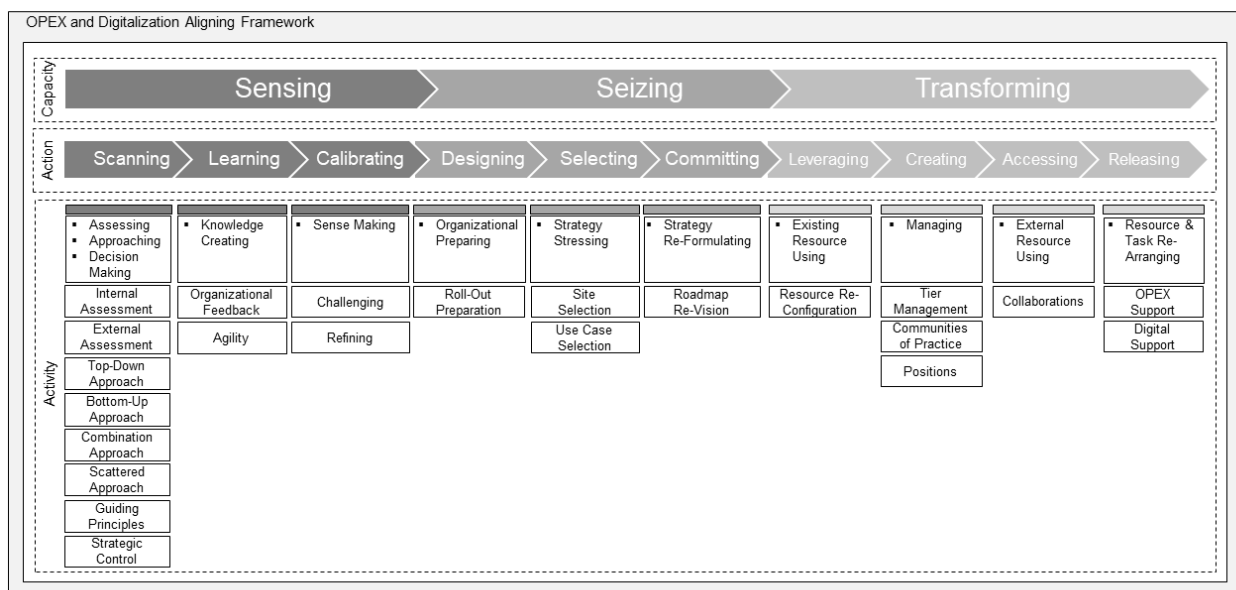 OPEX and Digitalization Aligning Framework
Capacity
Sensing
Seizing
Transforming
Action
Scanning
Learning
Calibrating
Designing
Selecting
Committing
Leveraging
Creating
Accessing
Releasing
Activity
▪ Assessing
▪ Approaching
▪ Decision
Making
Internal
Assessment
External
Assessment
Top-Down
Approach
Bottom-Up
Approach
Combination
Approach
Scattered
Approach
Guiding
Principles
Strategic
Control
▪ Knowledge
Creating
Organizational
Feedback
Agility
▪ Sense Making
Challenging
Refining
▪ Organizational
Preparing
Roll-Out
Preparation
▪ Strategy
Stressing
Site
Selection
Use Case
Selection
▪ Strategy
Re-Formulating
Roadmap
Re-Vision
▪ Existing
Resource
Using
Resource Re-
Configuration
▪ Managing
Tier
Management
Communities
of Practice
Positions
▪ External
Resource
Using
Collaborations
▪ Resource &
Task Re-
Arranging
OPEX
Support
Digital
Support